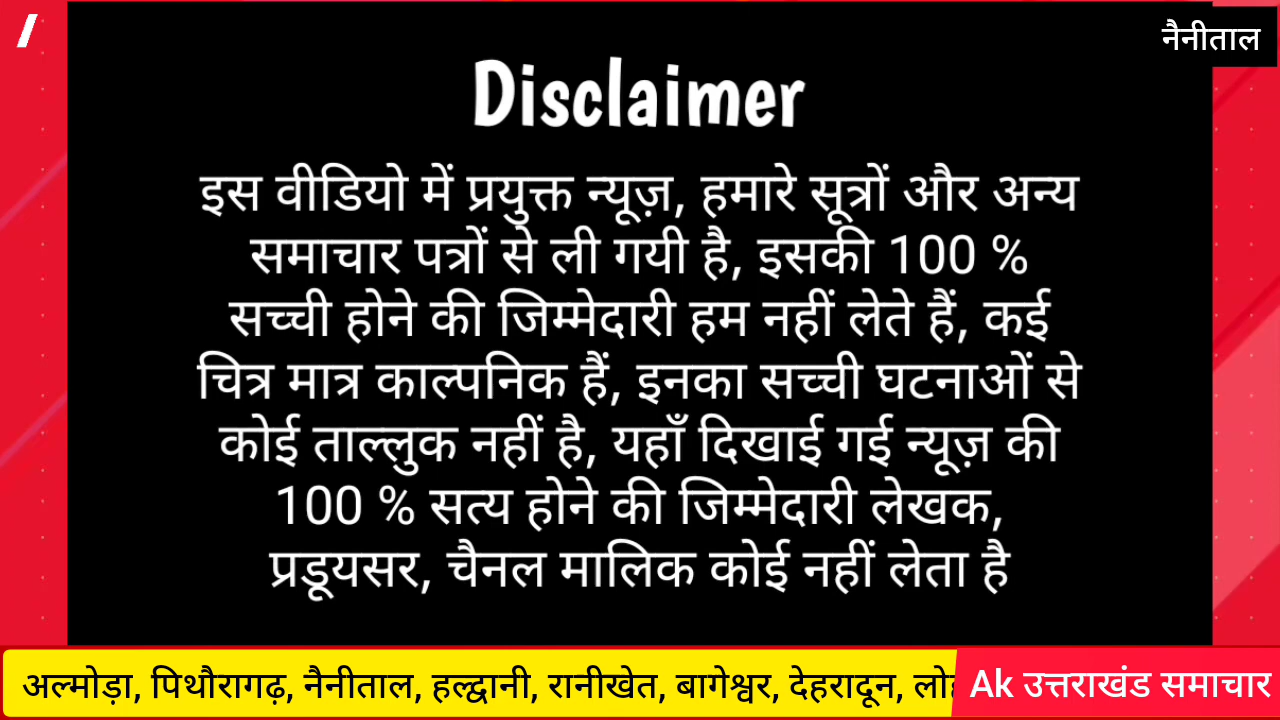 नैनीताल
Disclaimer
इस वीडियो में प्रयुक्त न्यूज़, हमारे सूत्रों और अन्य
समाचार पत्रों से ली गयी है, इसकी 100 %
सच्ची होने की जिम्मेदारी हम नहीं लेते हैं, कई
चित्र मात्र काल्पनिक हैं, इनका सच्ची घटनाओं से
कोई ताल्लुक नहीं है, यहाँ दिखाई गई न्यूज़ की
100 % सत्य होने की जिम्मेदारी लेखक,
प्रडूयसर, चैनल मालिक कोई नहीं लेता है
अल्मोड़ा, पिथौरागढ़, नैनीताल, हल्द्वानी, रानीखेत, बागेश्वर, देहरादून,
Ak उत्तराखंड समाचार